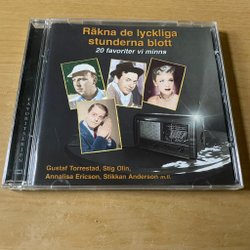 Räkna de lyckliga
stunderna blott
20 favoriter vi minns
Gustaf Torrestad, Stig Olin,
Annalisa Ericson, Stikkan Anderson m.fl.